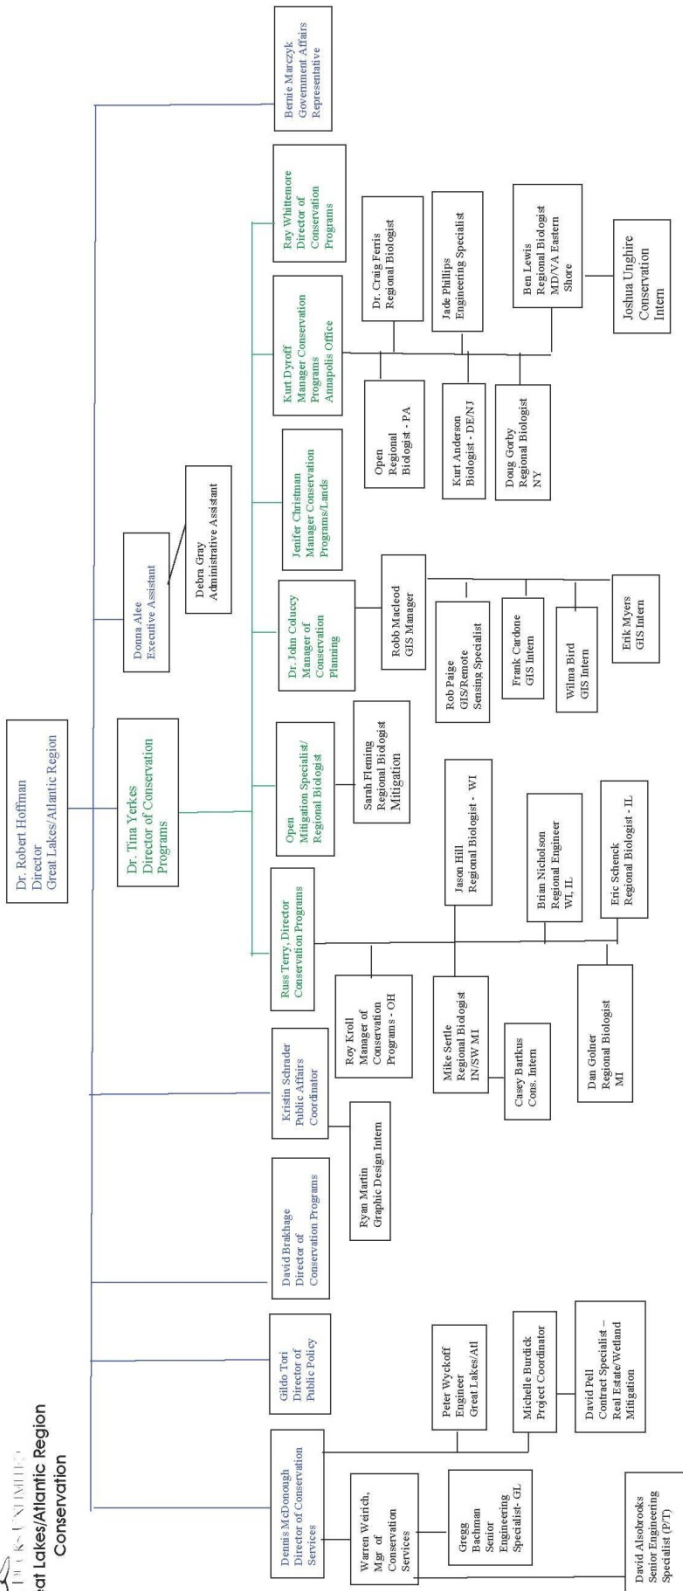 DUCKS UNLIMITED
eat Lakes/Atlantic Region
Conservation
Dr. Robert Hoffman
Director
Great Lakes/Atlantic Region
Donna Alee
Executive Assistant
Debra Gray
Administrative Assistant
Dr. Tina Yerkes
Director of Conservation
Programs
Dennis McDonough
Director of Conservation
Services
Gildo Tori
Director of
Public Policy
David Brakhage
Director of
Conservation Programs
Kristin Schrader
Public Affairs
Coordinator
Russ Terry, Director
Conservation Programs
Open
Mitigation Specialist/
Regional Biologist
Dr. John Coluccy
Manager of
Conservation
Planning
Jenifer Christman
Manager Conservation
Programs/Lands
Kurt Dyroff
Manager Conservation
Programs
Annapolis Office
Ray Whittemore
Director of
Conservation
Programs
Bernie Marczyk
Government Affairs
Representative
Warren Weirich,
Mgr of
Conservation
Services
Peter Wyckoff
Engineer
Great Lakes/Atl
Gregg
Bachman
Senior
Engineering
Specialist- GL
Michelle Burdick
Project Coordinator
David Pell
Contract Specialist –
Real Estate/Wetland
Mitigation
David Alsobrooks
Senior Engineering
Specialist (P/T)
Ryan Martin
Graphic Design Intern
Roy Kroll
Manager of
Conservation
Programs - OH
Jason Hill
Regional Biologist - WI
Mike Sertle
Regional Biologist
IN/SW MI
Casey Bartkus
Cons. Intern
Brian Nicholson
Regional Engineer
WI, IL
Dan Golner
Regional Biologist
MI
Eric Schenck
Regional Biologist - IL
Sarah Fleming
Regional Biologist
Mitigation
Robb Macleod
GIS Manager
Rob Paige
GIS/Remote
Sensing Specialist
Frank Cardone
GIS Intern
Wilma Bird
GIS Intern
Erik Myers
GIS Intern
Dr. Craig Ferris
Regional Biologist
Open
Regional
Biologist - PA
Jade Phillips
Engineering Specialist
Kurt Anderson
Biologist - DE/NJ
Doug Gorby
Regional Biologist
NY
Ben Lewis
Regional Biologist
MD/VA Eastern
Shore
Joshua Unghire
Conservation
Intern